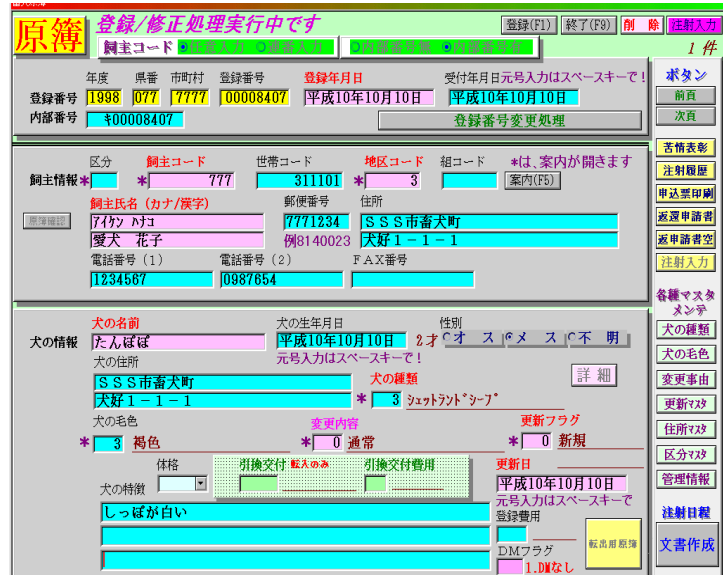 原簿
登録/修正処理実行中です
登録(F1) 終了(F9) 削 除 注射入力
飼主コード 任意入力 連番入力 内部番号無 内部番号有
1 件
年度 県番 市町村 登録番号 登録年月日 受付年月日元号入力はスペースキーで!
登録番号 1998 077 7777 00008407 平成10年10月10日 平成10年10月10日
内部番号 ｷ00008407 登録番号変更処理
区分 飼主コード 世帯コード 地区コード 組コード *は、案内が開きます
飼主情報* * 777 311101 * 3 案内(F5)
飼主氏名(カナ/漢字) 郵便番号 住所
原簿確認
ｱｲｹﾝ ﾊﾅｺ 7771234 ＳＳＳ市畜犬町
愛犬 花子 例8140023 犬好１－１－１
電話番号(1) 電話番号(2) ＦＡＸ番号
1234567 0987654
犬の名前 犬の生年月日 性別
犬の情報 たんぽぽ 平成10年10月10日 2才 オ ス メ ス 不 明
犬の住所 元号入力はスペースキーで!
ＳＳＳ市畜犬町 犬の種類 詳 細
犬好１－１－１ * 3 ｼｪｯﾄﾗﾝﾄﾞｼｰﾌﾟ
犬の毛色 変更内容 更新フラグ
* 3 褐色 * 0 通常 * 0 新規
体格 引換交付 転入のみ 引換交付費用 更新日
平成10年10月10日
犬の特徴 元号入力はスペースキーで
しっぽが白い 登録費用
転出用原簿
DMフラグ
1.DMなし
ボタン
前頁
次頁
苦情表彰
注射履歴
申込票印刷
返還申請書
返申請書空
注射入力
各種マスタ
メンテ
犬の種類
犬の毛色
変更事由
更新ﾏｽﾀ
住所ﾏｽﾀ
区分ﾏｽﾀ
管理情報
注射日程
文書作成